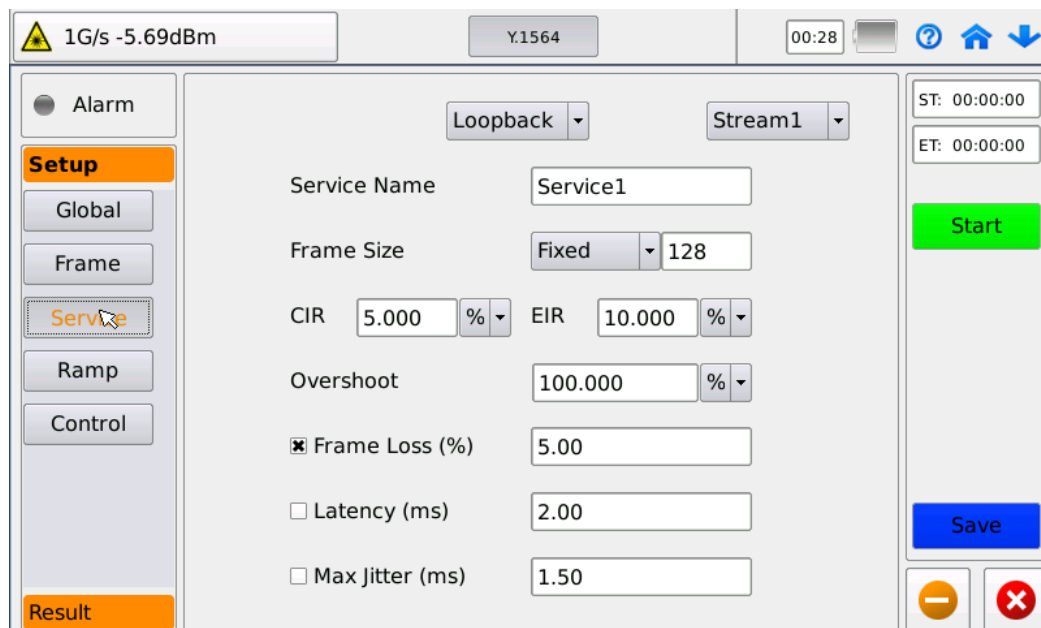 1G/s -5.69dBm
Y.1564
00:28
Alarm
Loopback
Stream1
ST: 00:00:00
ET: 00:00:00
Setup
Global
Frame
Service
Ramp
Control
Service Name
Service1
Frame Size
Fixed
128
CIR
5.000
%
EIR
10.000
%
Overshoot
100.000
%
Frame Loss (%)
5.00
Latency (ms)
2.00
Max Jitter (ms)
1.50
Start
Save
Result